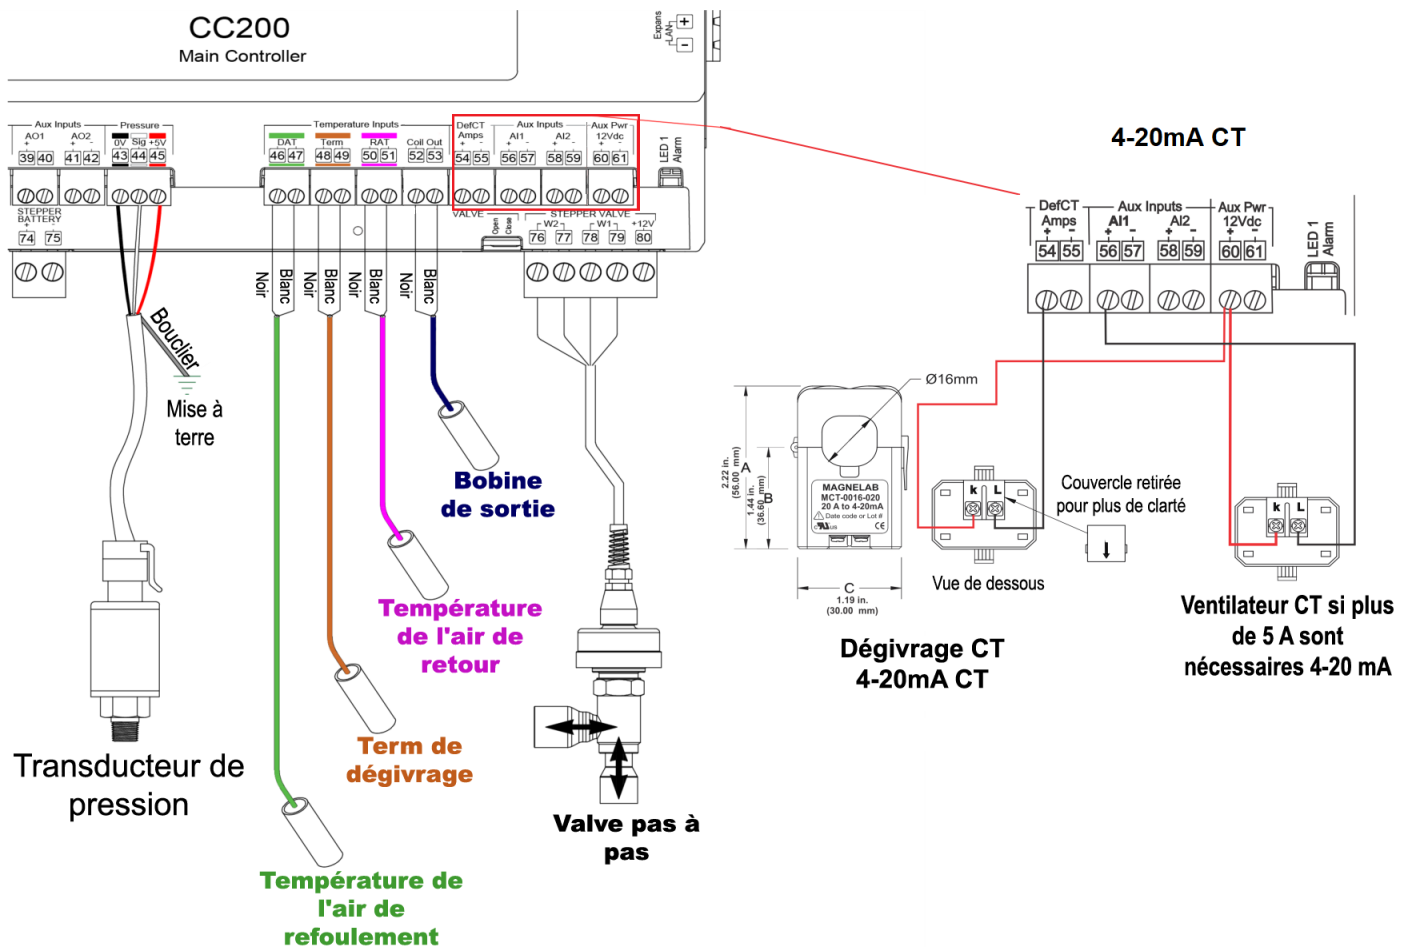 CC200
Main Controller
Expans
LAN
+
−
Aux Inputs
Pressure
AO1
AO2
+ - + -
0V Sig +5V
39 40 41 42 43 44 45
Temperature Inputs
DAT Term RAT Coil Out
46 47 48 49 50 51 52 53
DefCT
Amps
+ -
54 55
Aux Inputs
AI1 AI2
+ - + -
56 57 58 59
Aux Pwr
12Vdc
+ -
60 61
LED 1
Alarm
STEPPER
BATTERY
+ -
74 75
VALVE
Open
Close
STEPPER VALVE
W2 W1 +12V
76 77 78 79 80
Noir Blanc
Noir Blanc
Noir Blanc
Noir Blanc
Bouclier
Mise à
terre
Transducteur de
pression
Bobine
de sortie
Température
de l'air de
retour
Term de
dégivrage
Température de
l'air de
refoulement
Valve pas à
pas
4-20mA CT
DefCT
Amps
+ -
54 55
Aux Inputs
AI1 AI2
+ - + -
56 57 58 59
Aux Pwr
12Vdc
+ -
60 61
LED 1
Alarm
Ø16mm
A
2.22 in.
(56.00 mm)
B
1.44 in.
(36.60 mm)
MAGNELAB
MCT-0016-020
20 A to 4-20mA
Date code or Lot #
c US CE
C
1.19 in.
(30.00 mm)
k L
Vue de dessous
Couvercle retirée
pour plus de clarté
k L
Dégivrage CT
4-20mA CT
Ventilateur CT si plus
de 5 A sont
nécessaires 4-20 mA